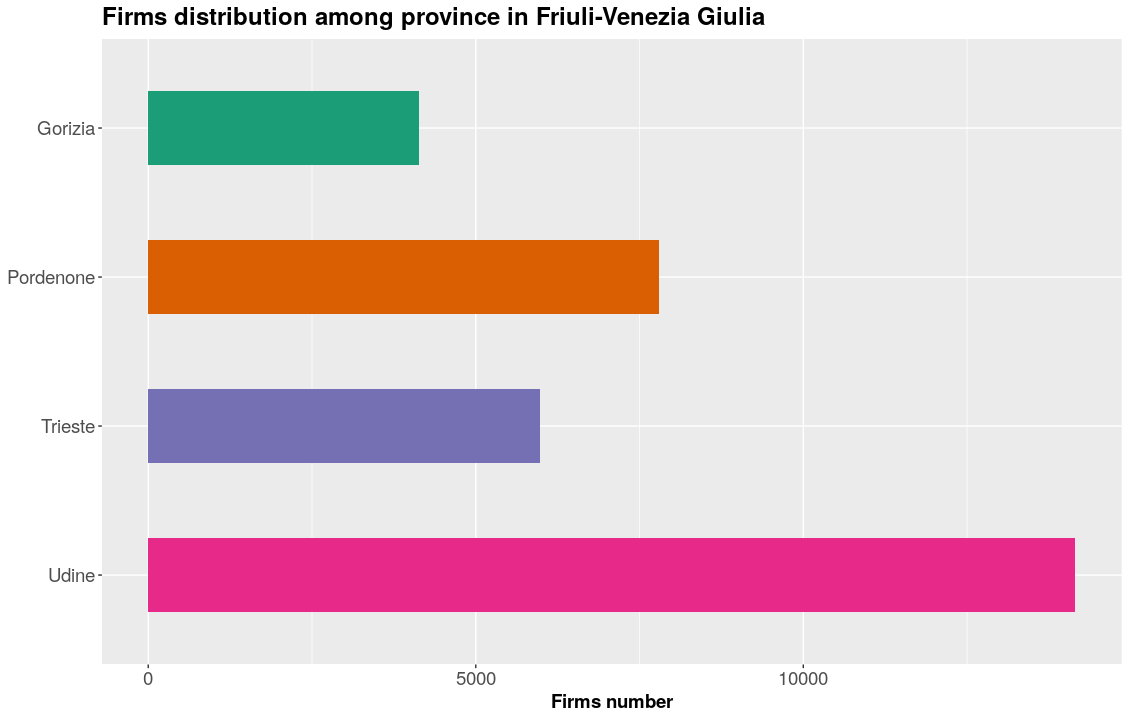 Firms distribution among province in Friuli-Venezia Giulia
Gorizia
Pordenone
Trieste
Udine
0 5000 10000
Firms number